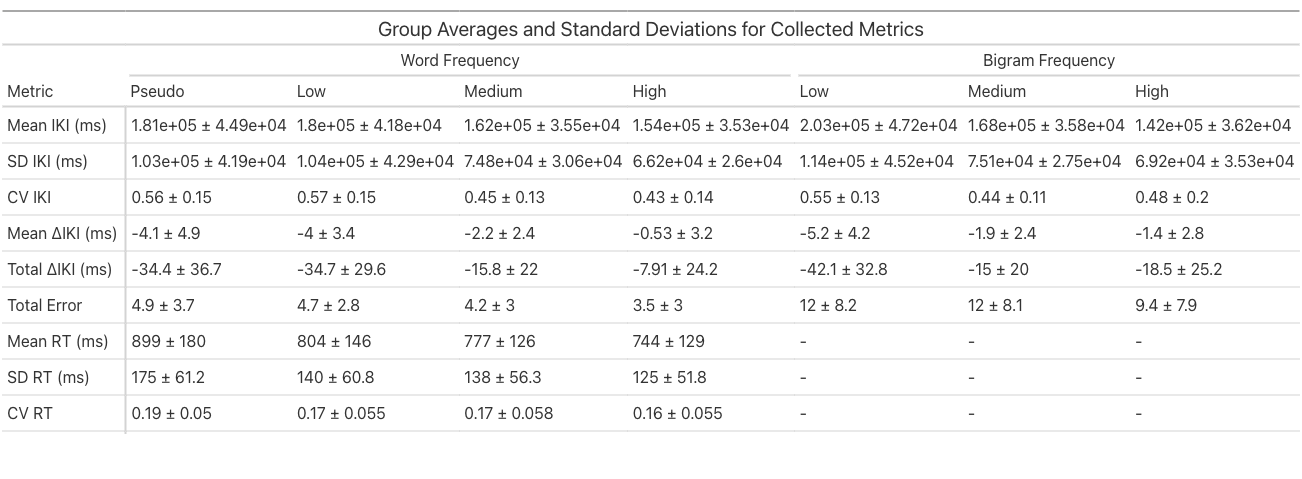 Group Averages and Standard Deviations for Collected Metrics
Word Frequency Bigram Frequency
Metric Pseudo Low Medium High Low Medium High
Mean IKI (ms) 1.81e+05 ± 4.49e+04 1.8e+05 ± 4.18e+04 1.62e+05 ± 3.55e+04 1.54e+05 ± 3.53e+04 2.03e+05 ± 4.72e+04 1.68e+05 ± 3.58e+04 1.42e+05 ± 3.62e+04
SD IKI (ms) 1.03e+05 ± 4.19e+04 1.04e+05 ± 4.29e+04 7.48e+04 ± 3.06e+04 6.62e+04 ± 2.6e+04 1.14e+05 ± 4.52e+04 7.51e+04 ± 2.75e+04 6.92e+04 ± 3.53e+04
CV IKI 0.56 ± 0.15 0.57 ± 0.15 0.45 ± 0.13 0.43 ± 0.14 0.55 ± 0.13 0.44 ± 0.11 0.48 ± 0.2
Mean ΔIKI (ms) -4.1 ± 4.9 -4 ± 3.4 -2.2 ± 2.4 -0.53 ± 3.2 -5.2 ± 4.2 -1.9 ± 2.4 -1.4 ± 2.8
Total ΔIKI (ms) -34.4 ± 36.7 -34.7 ± 29.6 -15.8 ± 22 -7.91 ± 24.2 -42.1 ± 32.8 -15 ± 20 -18.5 ± 25.2
Total Error 4.9 ± 3.7 4.7 ± 2.8 4.2 ± 3 3.5 ± 3 12 ± 8.2 12 ± 8.1 9.4 ± 7.9
Mean RT (ms) 899 ± 180 804 ± 146 777 ± 126 744 ± 129 - - -
SD RT (ms) 175 ± 61.2 140 ± 60.8 138 ± 56.3 125 ± 51.8 - - -
CV RT 0.19 ± 0.05 0.17 ± 0.055 0.17 ± 0.058 0.16 ± 0.055 - - -